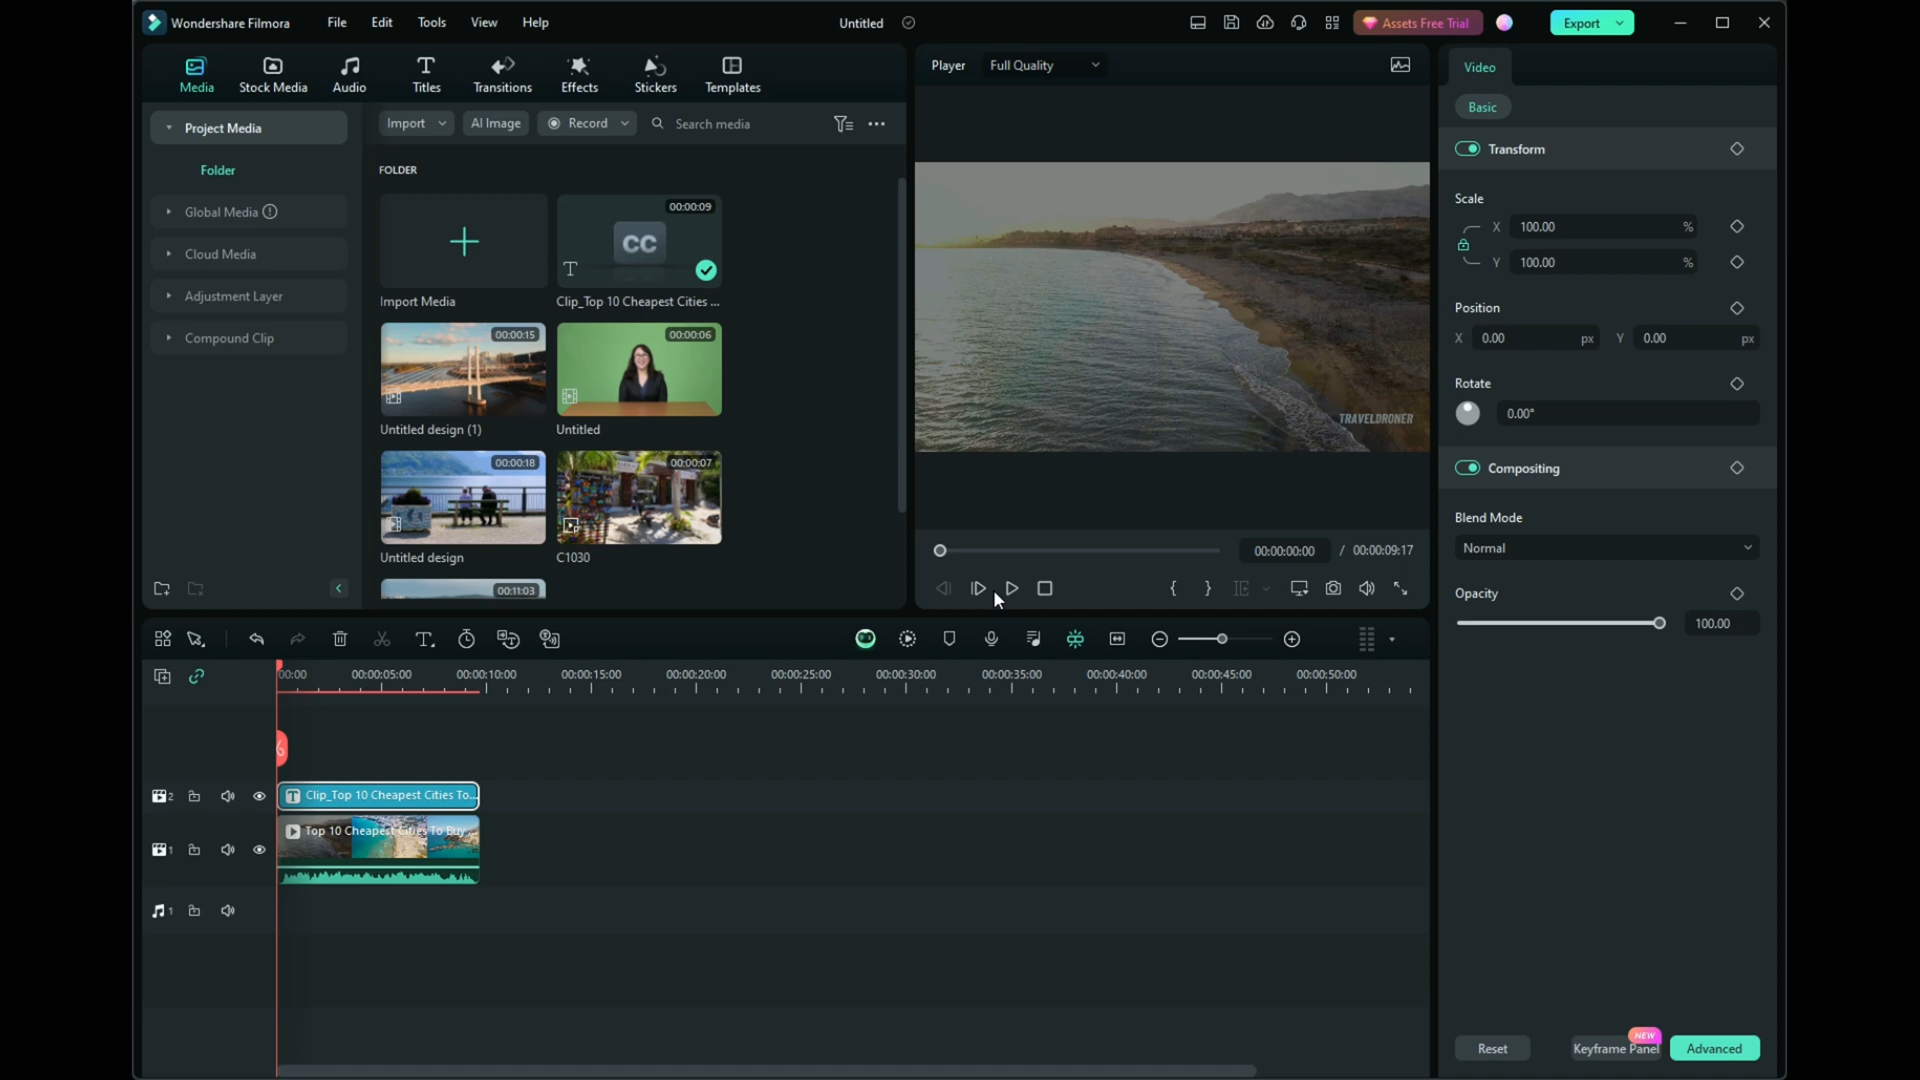 Wondershare Filmora File Edit Tools View Help Untitled Assets Free Trial Export
Media Stock Media Audio Titles Transitions Effects Stickers Templates
Player Full Quality
Video
Basic
Project Media
Folder
Global Media
Cloud Media
Adjustment Layer
Compound Clip
Import AI Image Record Search media
FOLDER
00:00:09
CC
T
Import Media Clip_Top 10 Cheapest Cities ...
00:00:15 00:00:06
Untitled design (1) Untitled
00:00:18 00:00:07
Untitled design C1030
00:11:03
TRAVELDRONER
00:00:00:00 / 00:00:09:17
{ }
Transform
Scale
X 100.00 %
Y 100.00 %
Position
X 0.00 px Y 0.00 px
Rotate
0.00°
Compositing
Blend Mode
Normal
Opacity
100.00
00:00 00:00:05:00 00:00:10:00 00:00:15:00 00:00:20:00 00:00:25:00 00:00:30:00 00:00:35:00 00:00:40:00 00:00:45:00 00:00:50:00
2 T Clip_Top 10 Cheapest Cities To...
1 Top 10 Cheapest Cities To Buy ...
1
Reset Keyframe Panel NEW Advanced